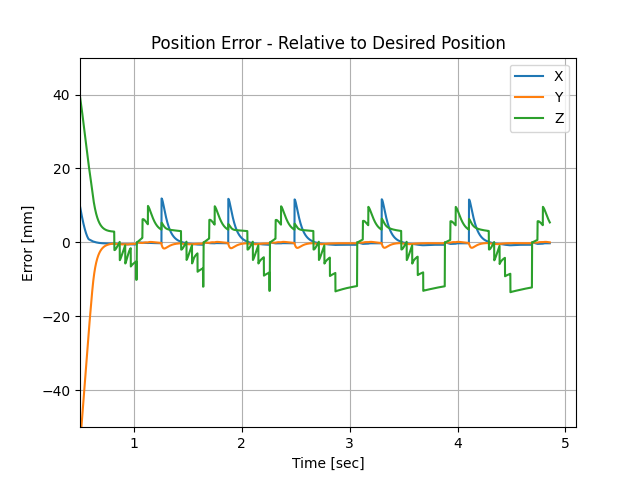 Position Error - Relative to Desired Position
X
Y
Z
40
20
0
−20
−40
Error [mm]
1
2
3
4
5
Time [sec]